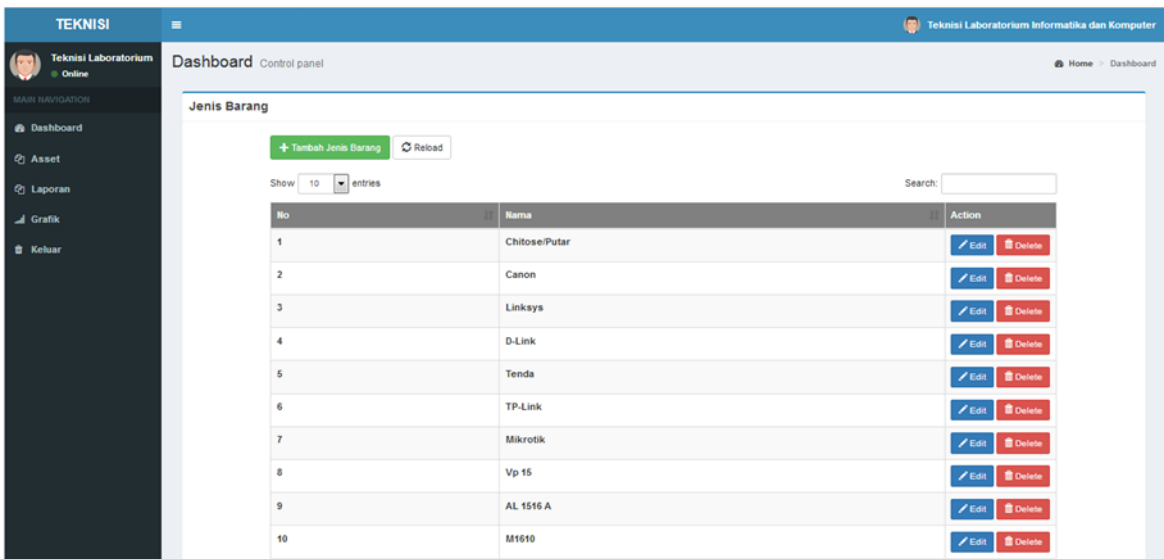 TEKNISI
Teknisi Laboratorium Informatika dan Komputer
Teknisi Laboratorium
Online
Dashboard Control panel
Home > Dashboard
MAIN NAVIGATION
Dashboard
Asset
Laporan
Grafik
Keluar
Jenis Barang
Tambah Jenis Barang Reload
Show 10 entries Search:
No Nama Action
1 Chitose/Putar Edit Delete
2 Canon Edit Delete
3 Linksys Edit Delete
4 D-Link Edit Delete
5 Tenda Edit Delete
6 TP-Link Edit Delete
7 Mikrotik Edit Delete
8 Vp 15 Edit Delete
9 AL 1516 A Edit Delete
10 M1610 Edit Delete